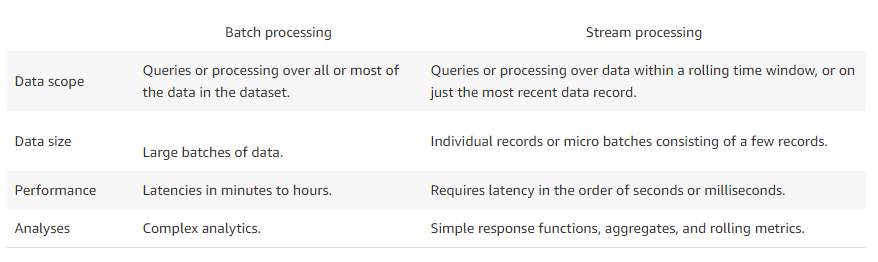 Batch processing Stream processing
Data scope
Queries or processing over all or most of
the data in the dataset.
Queries or processing over data within a rolling time window, or on
just the most recent data record.
Data size
Large batches of data.
Individual records or micro batches consisting of a few records.
Performance
Latencies in minutes to hours.
Requires latency in the order of seconds or milliseconds.
Analyses
Complex analytics.
Simple response functions, aggregates, and rolling metrics.